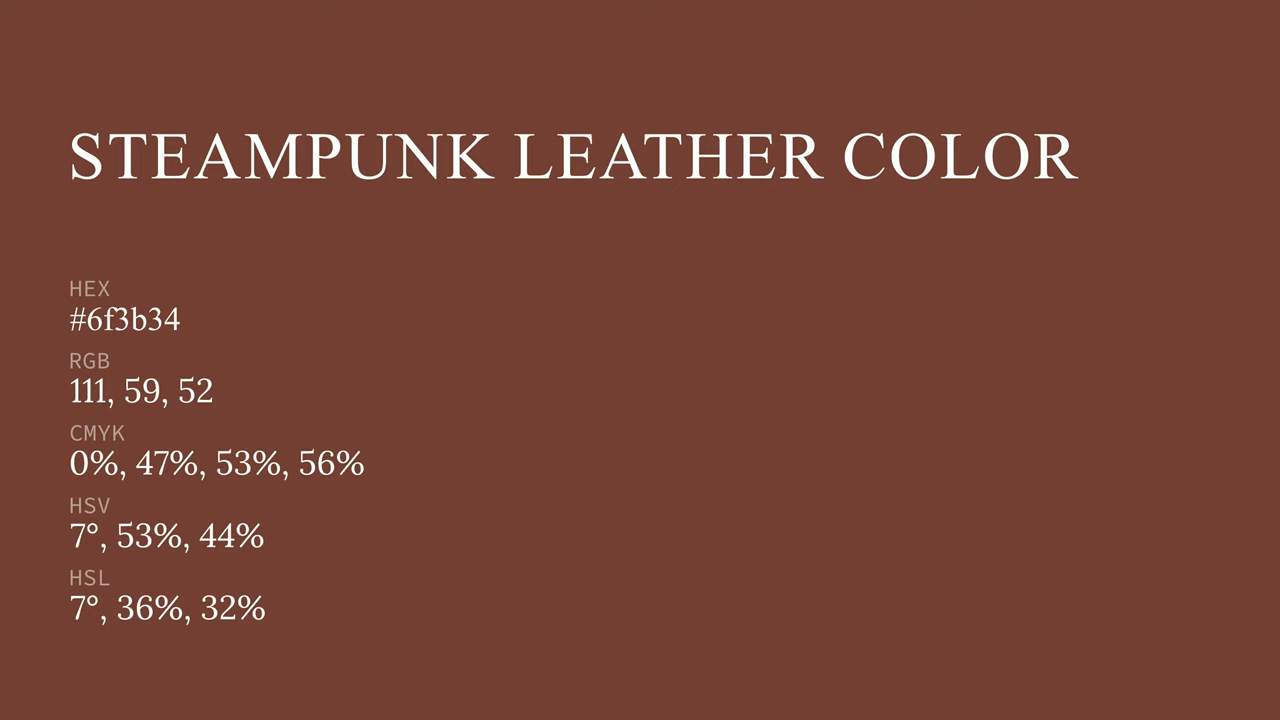 STEAMPUNK LEATHER COLOR
HEX
#6f3b34
RGB
111, 59, 52
CMYK
0%, 47%, 53%, 56%
HSV
7°, 53%, 44%
HSL
7°, 36%, 32%